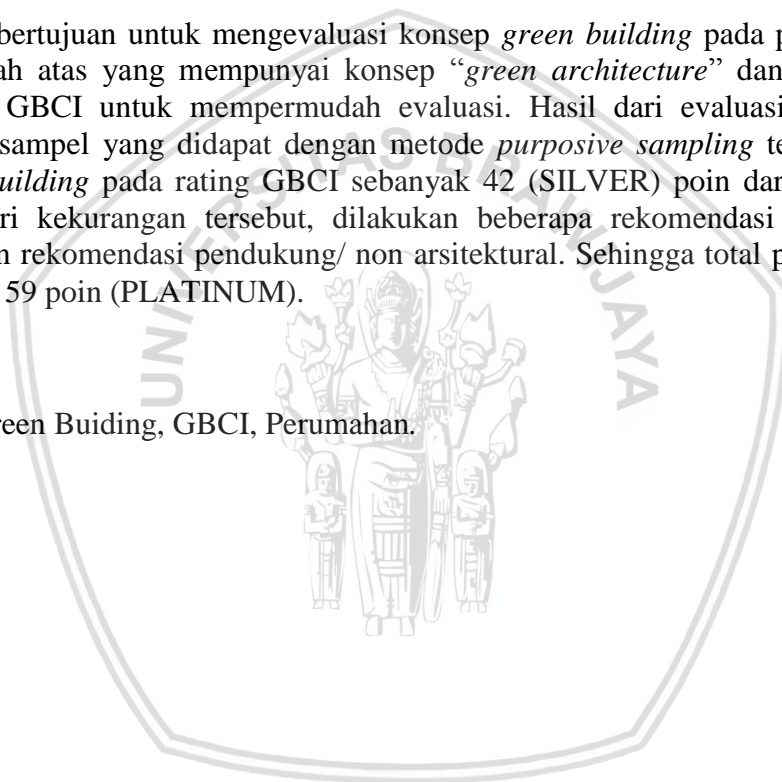 bertujuan untuk mengevaluasi konsep green building pada p
ah atas yang mempunyai konsep “green architecture” dan
GBCI untuk mempermudah evaluasi. Hasil dari evaluasi
sampel yang didapat dengan metode purposive sampling te
uilding pada rating GBCI sebanyak 42 (SILVER) poin dar
ri kekurangan tersebut, dilakukan beberapa rekomendasi
n rekomendasi pendukung/ non arsitektural. Sehingga total p
59 poin (PLATINUM).
reen Buiding, GBCI, Perumahan.
UNIVERSITAS BRAWIJAYA